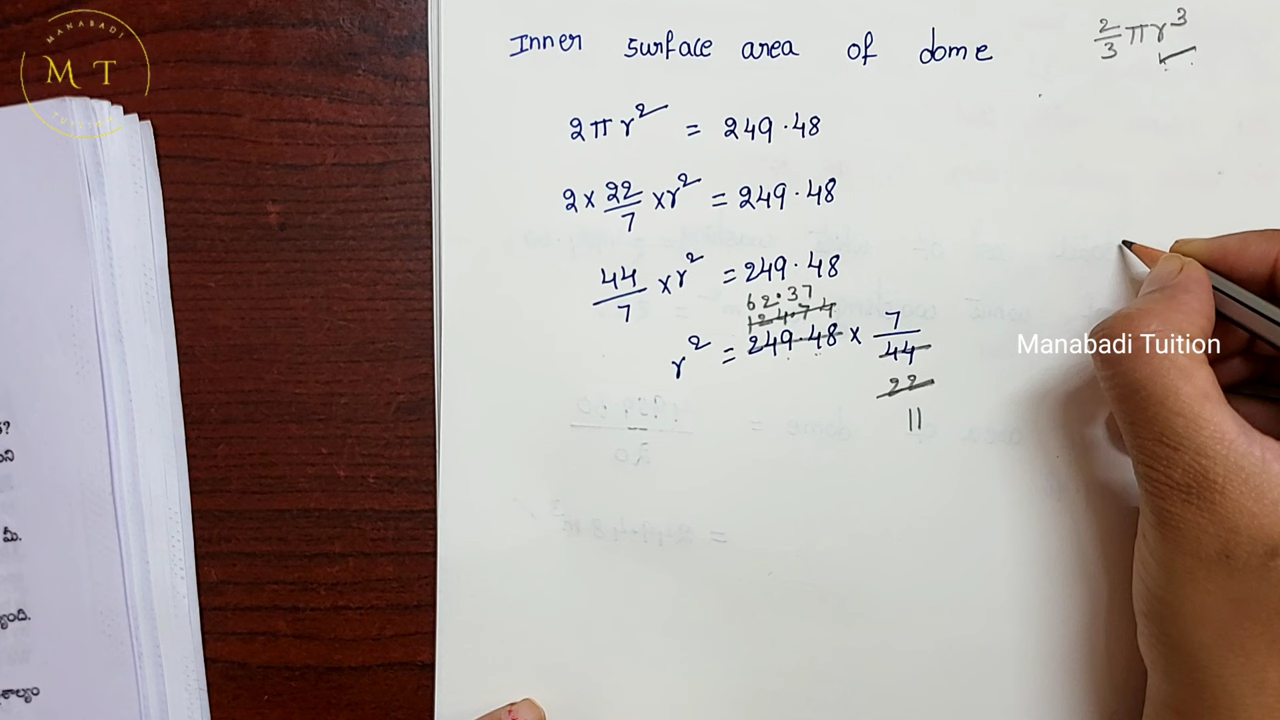 MANABADI
M T
TUITION
Inner surface area of dome
2/3 πr³
2πr² = 249.48
2 × 22/7 × r² = 249.48
44/7 × r² = 249.48
62.37
124.74
r² = 249.48 × 7/44
22
11
Manabadi Tuition
మీ.